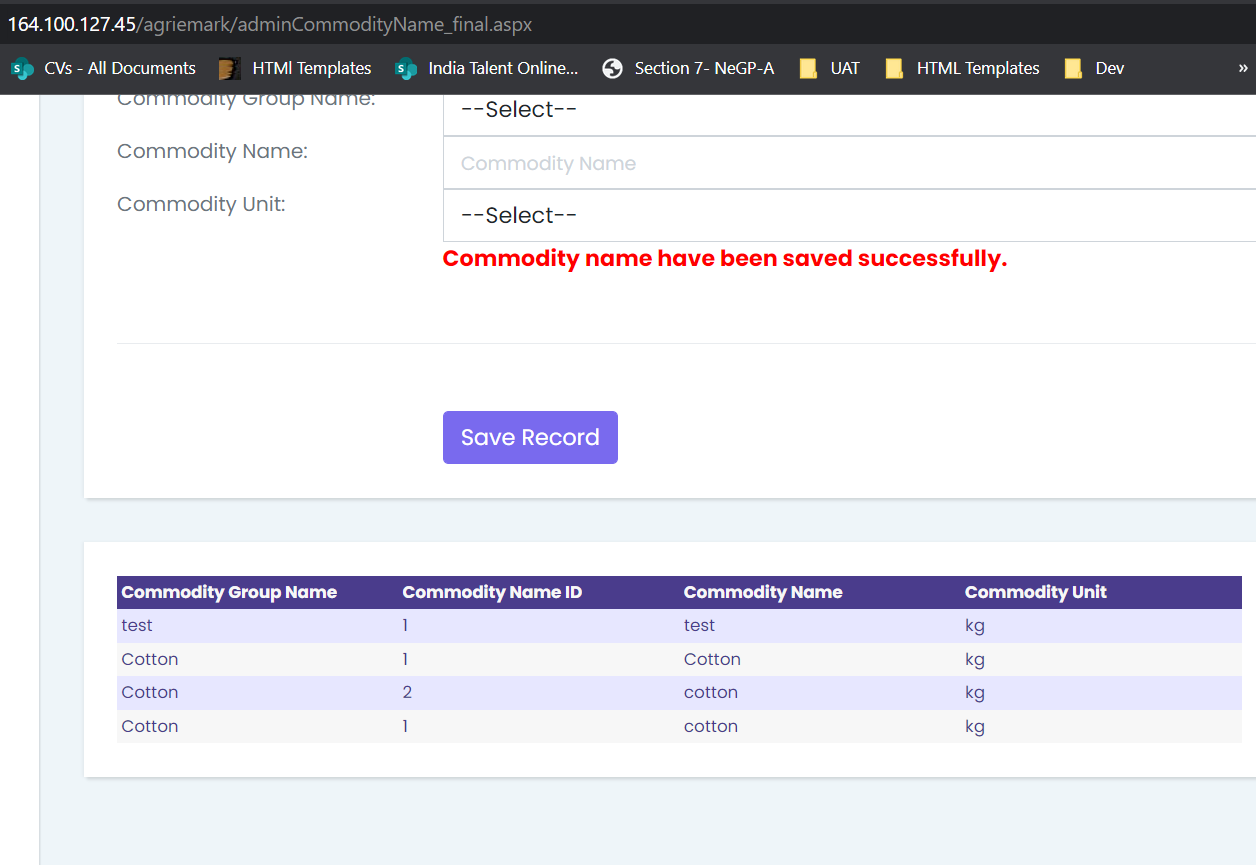 164.100.127.45/agriemark/adminCommodityName_final.aspx
CVs - All Documents HTMl Templates India Talent Online... Section 7- NeGP-A UAT HTML Templates Dev »
Commodity Group Name: --Select--
Commodity Name: Commodity Name
Commodity Unit: --Select--
Commodity name have been saved successfully.
Save Record
Commodity Group Name Commodity Name ID Commodity Name Commodity Unit
test 1 test kg
Cotton 1 Cotton kg
Cotton 2 cotton kg
Cotton 1 cotton kg